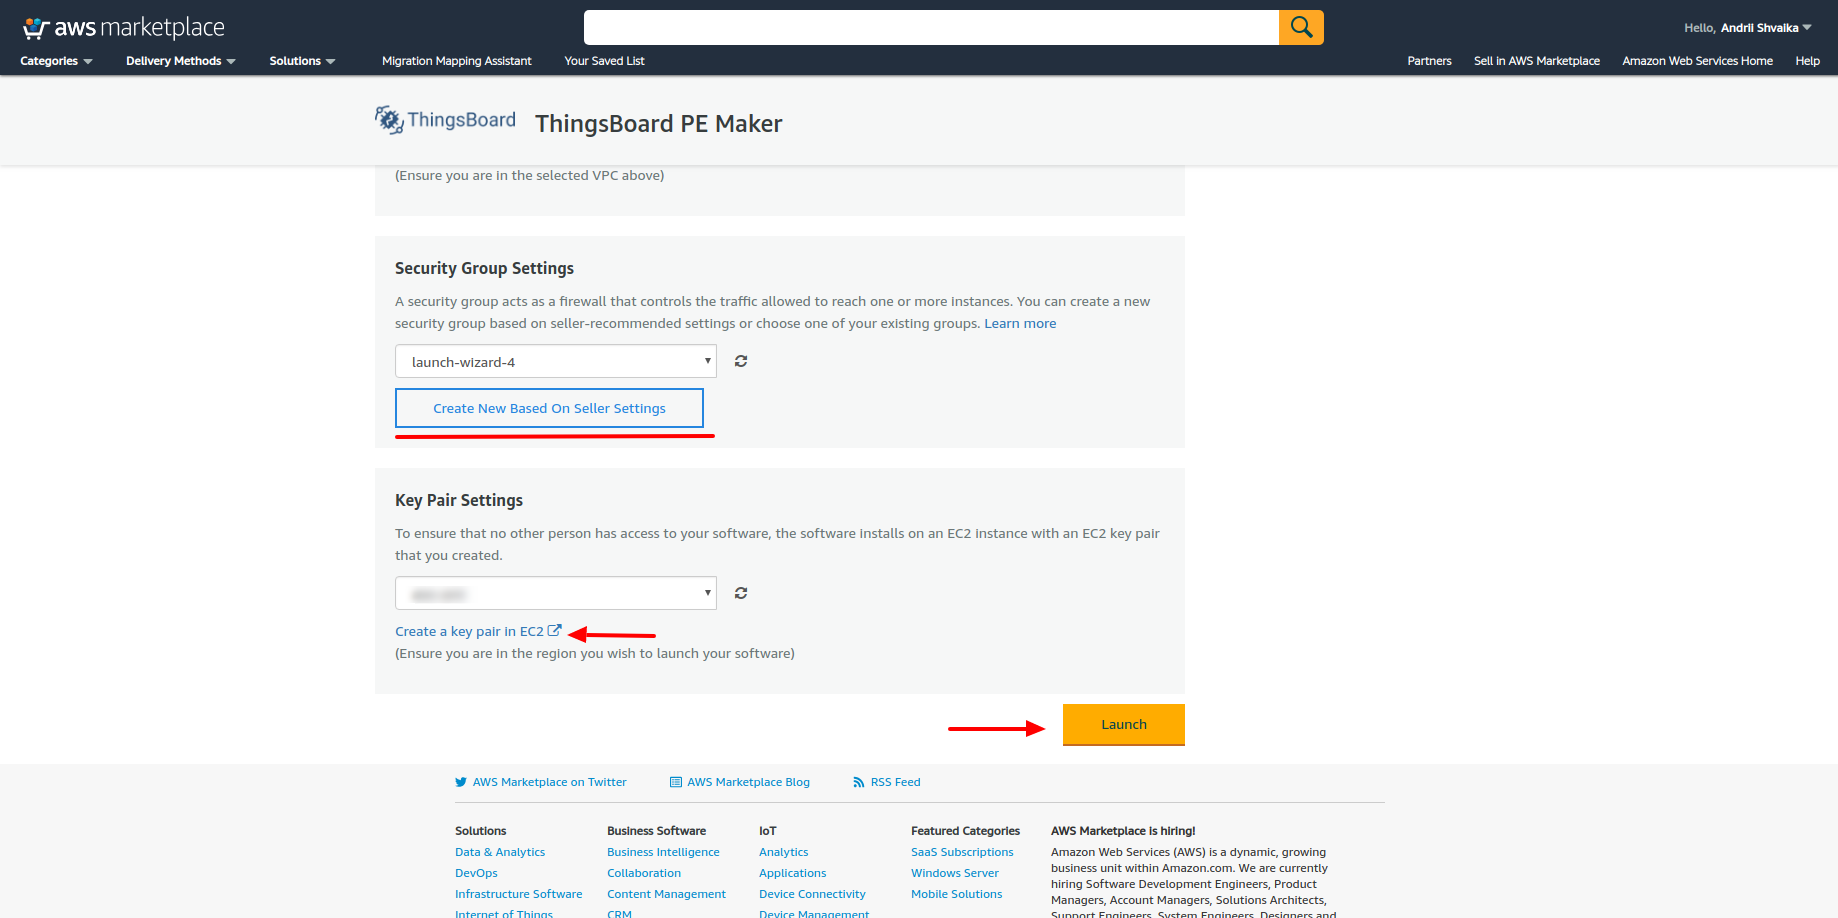 aws marketplace
Hello, Andrii Shvaika
Categories Delivery Methods Solutions Migration Mapping Assistant Your Saved List Partners Sell in AWS Marketplace Amazon Web Services Home Help
ThingsBoard ThingsBoard PE Maker
(Ensure you are in the selected VPC above)
Security Group Settings
A security group acts as a firewall that controls the traffic allowed to reach one or more instances. You can create a new
security group based on seller-recommended settings or choose one of your existing groups. Learn more
launch-wizard-4
Create New Based On Seller Settings
Key Pair Settings
To ensure that no other person has access to your software, the software installs on an EC2 instance with an EC2 key pair
that you created.
Create a key pair in EC2
(Ensure you are in the region you wish to launch your software)
Launch
AWS Marketplace on Twitter AWS Marketplace Blog RSS Feed
Solutions
Data & Analytics
DevOps
Infrastructure Software
Internet of Things
Business Software
Business Intelligence
Collaboration
Content Management
CRM
IoT
Analytics
Applications
Device Connectivity
Device Management
Featured Categories
SaaS Subscriptions
Windows Server
Mobile Solutions
AWS Marketplace is hiring!
Amazon Web Services (AWS) is a dynamic, growing
business unit within Amazon.com. We are currently
hiring Software Development Engineers, Product
Managers, Account Managers, Solutions Architects,
Support Engineers, System Engineers, Designers and